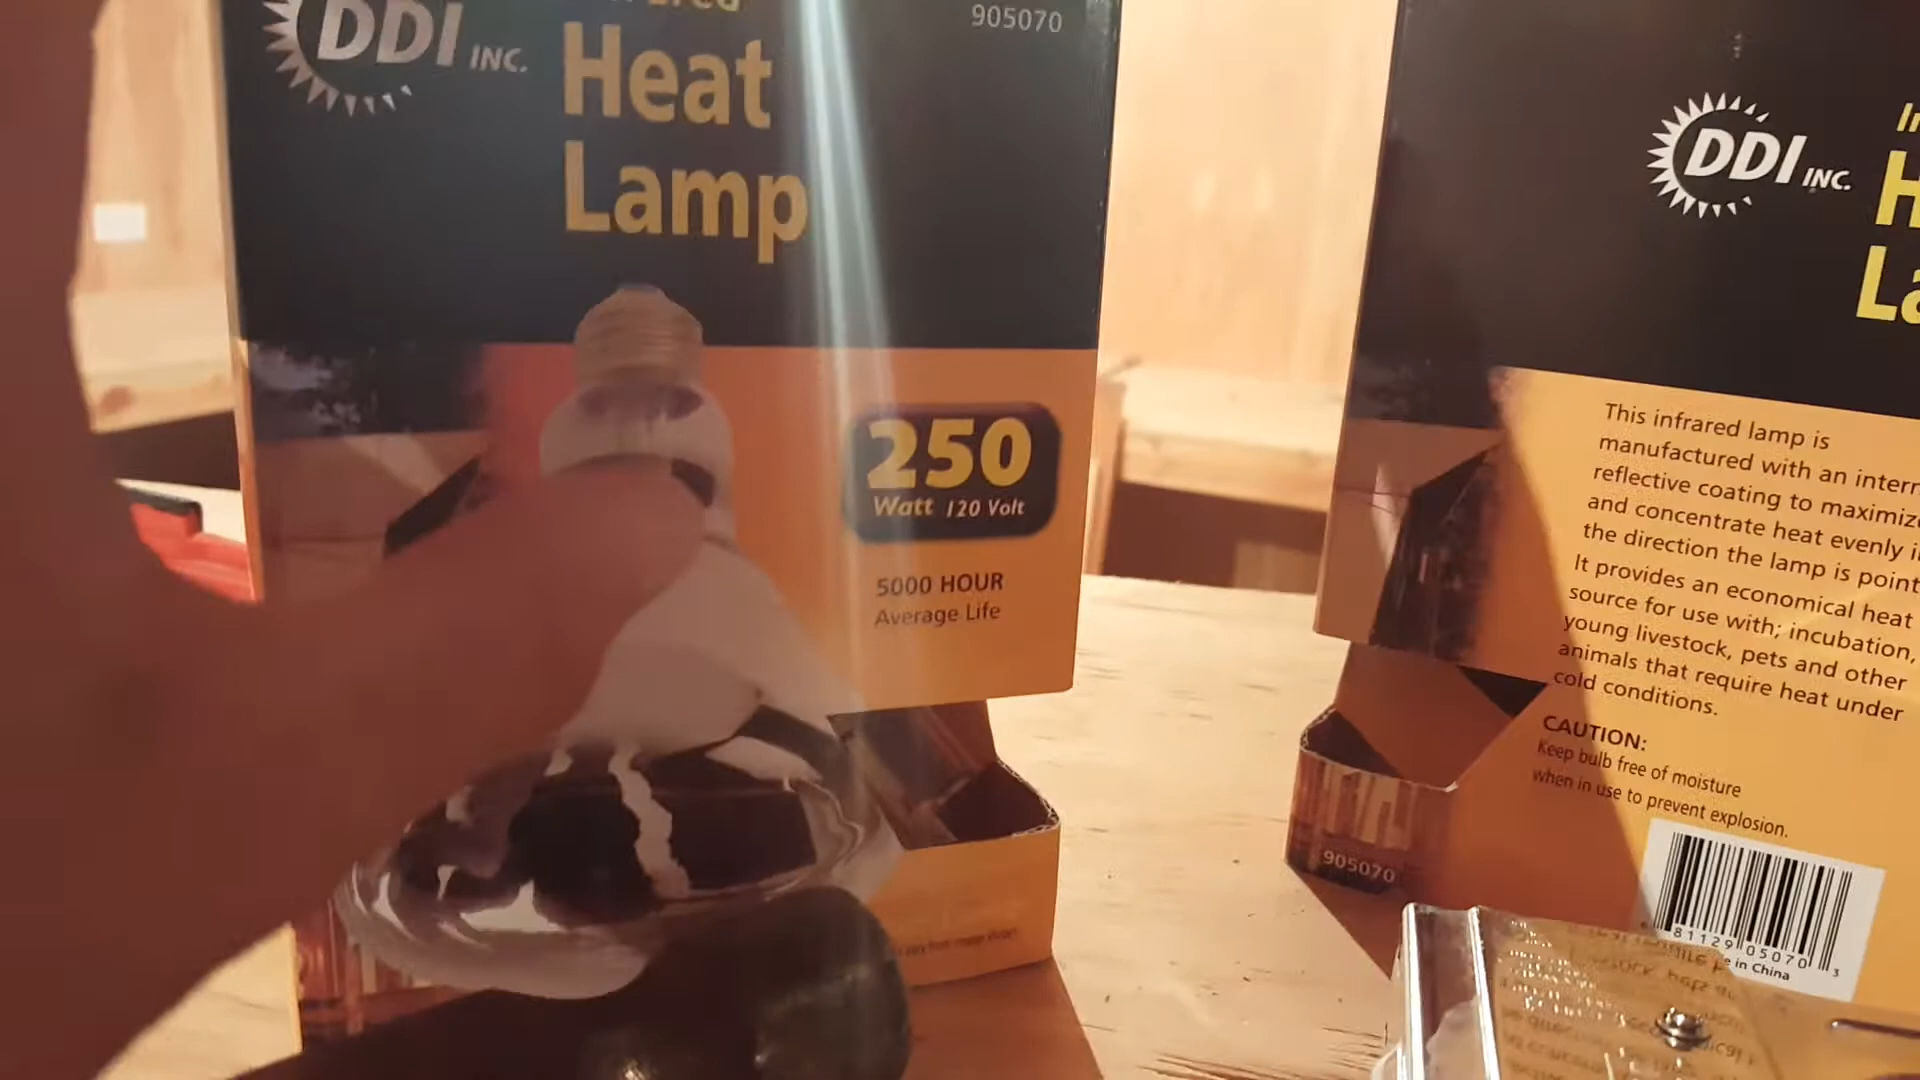 905070
DDI INC.
Heat
Lamp
250
Watt 120 Volt
5000 HOUR
Average Life
DDI INC.
This infrared lamp is
manufactured with an
reflective coating to
and concentrate heat evenly
the direction the lamp is
It provides an economical heat
source for use with; incubation,
young livestock, pets and other
animals that require heat under
cold conditions.
CAUTION:
Keep bulb free of moisture
when in use to prevent explosion.
905070
81129 05070 3
in China